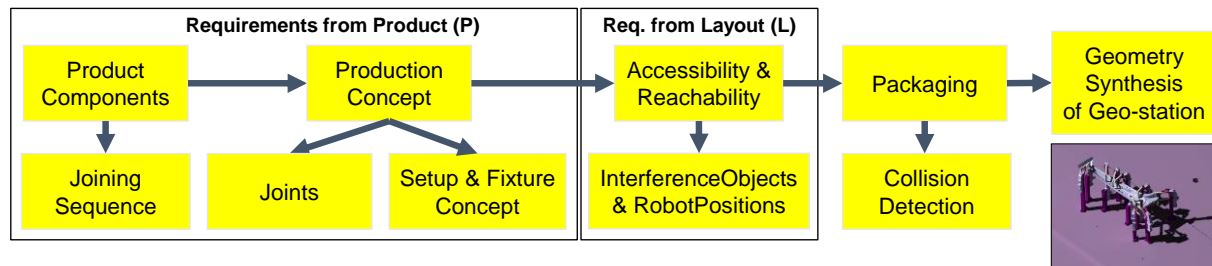 Requirements from Product (P)
Req. from Layout (L)
Product
Components
Production
Concept
Accessibility &
Reachability
Packaging
Geometry
Synthesis
of Geo-station
Joining
Sequence
Joints
Setup & Fixture
Concept
InterferenceObjects
& RobotPositions
Collision
Detection